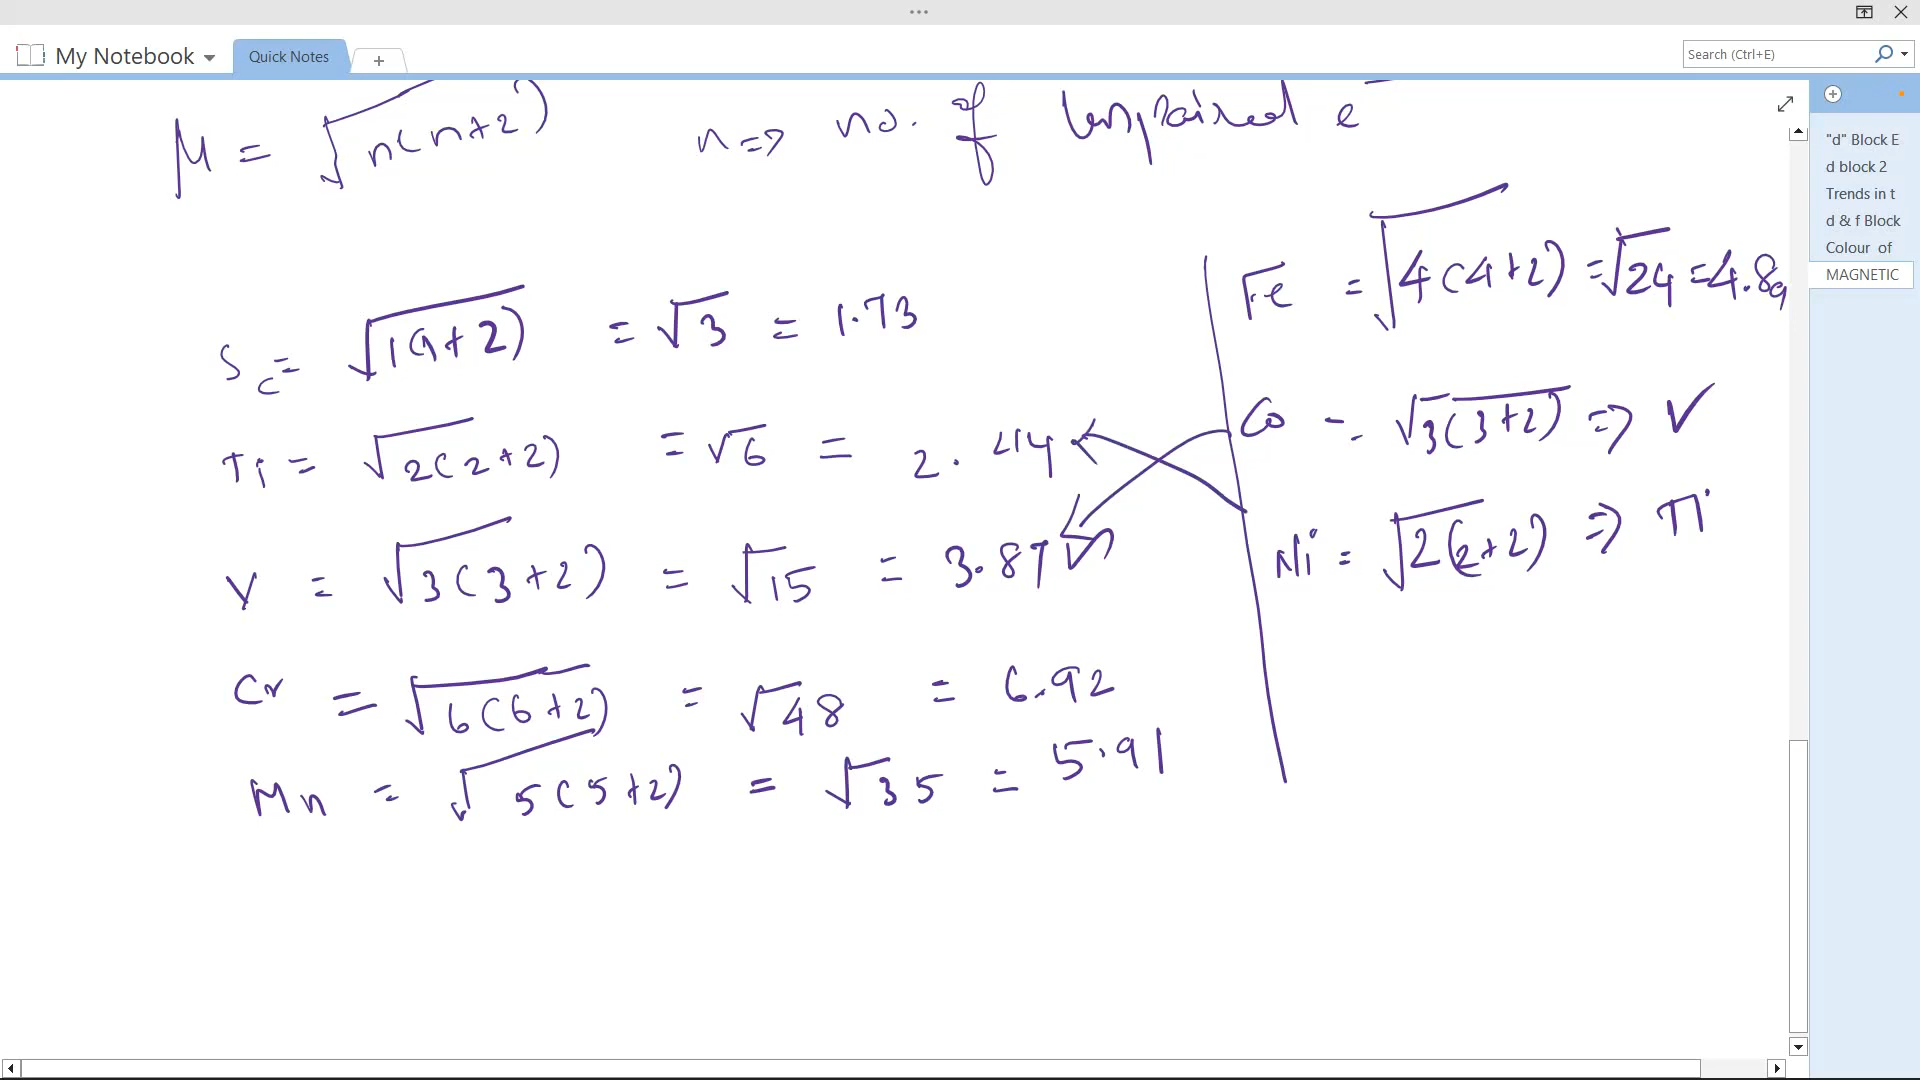 My Notebook
Quick Notes
+
Search (Ctrl+E)
"d" Block E
d block 2
Trends in t
d & f Block
Colour of
MAGNETIC
μ = √n(n+2) n => no. of unpaired e⁻
Sc = √1(1+2) = √3 = 1.73
Ti = √2(2+2) = √6 = 2.44
V = √3(3+2) = √15 = 3.87
Cr = √6(6+2) = √48 = 6.92
Mn = √5(5+2) = √35 = 5.91
Fe = √4(4+2) = √24 = 4.89
Co = √3(3+2) => V
Ni = √2(2+2) => Ti